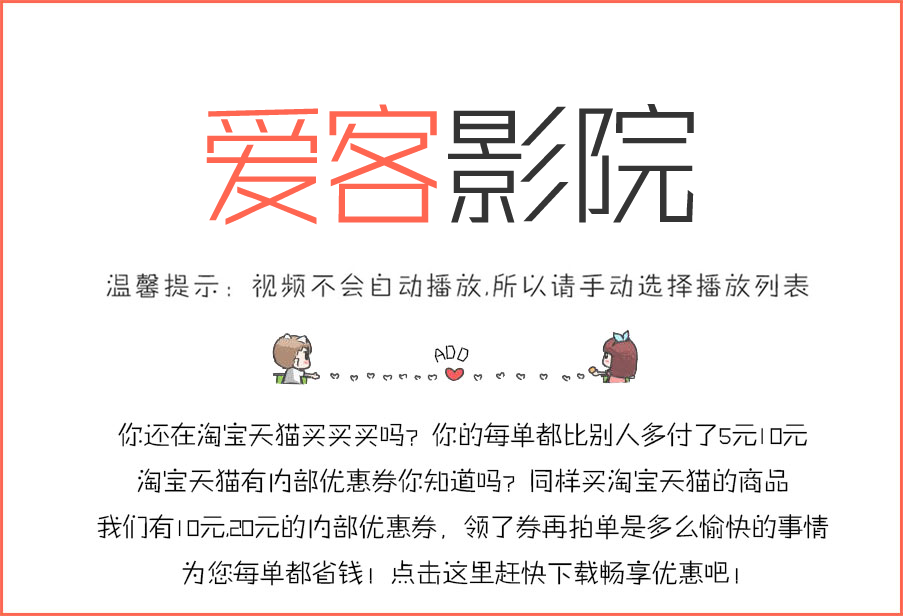 爱客影院
温馨提示：视频不会自动播放,所以请手动选择播放列表
ADD
你还在淘宝天猫买买买吗？你的每单都比别人多付了5元10元
淘宝天猫有内部优惠券你知道吗？同样买淘宝天猫的商品
我们有10元,20元的内部优惠券，领了券再拍单是多么愉快的事情
为您每单都省钱！点击这里赶快下载畅享优惠吧！